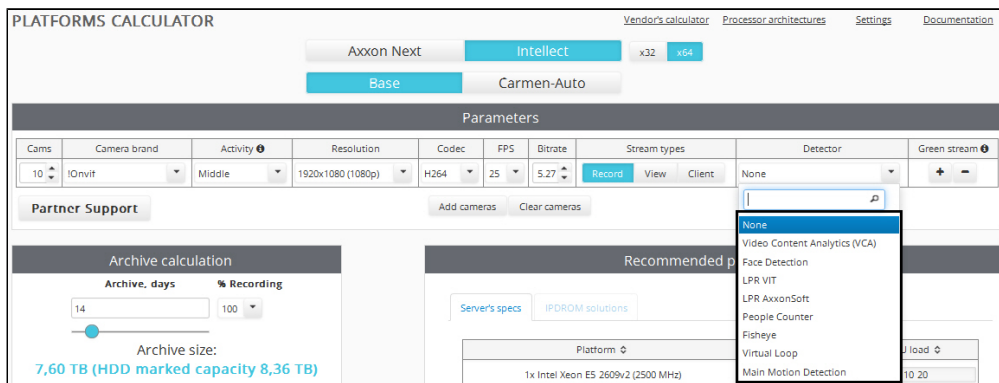 PLATFORMS CALCULATOR
Vendor's calculator Processor architectures Settings Documentation
Axxon Next Intellect x32 x64
Base Carmen-Auto
Parameters
Cams Camera brand Activity Resolution Codec FPS Bitrate Stream types Detector Green stream
10 !Onvif Middle 1920x1080 (1080p) H264 25 5.27 Record View Client None + -
Partner Support Add cameras Clear cameras
None
Video Content Analytics (VCA)
Face Detection
LPR VIT
LPR AxxonSoft
People Counter
Fisheye
Virtual Loop
Main Motion Detection
Archive calculation
Archive, days % Recording
14 100
Archive size:
7,60 TB (HDD marked capacity 8,36 TB)
Recommended p
Server's specs IPDROM solutions
Platform load
1x Intel Xeon E5 2609v2 (2500 MHz) 10 20